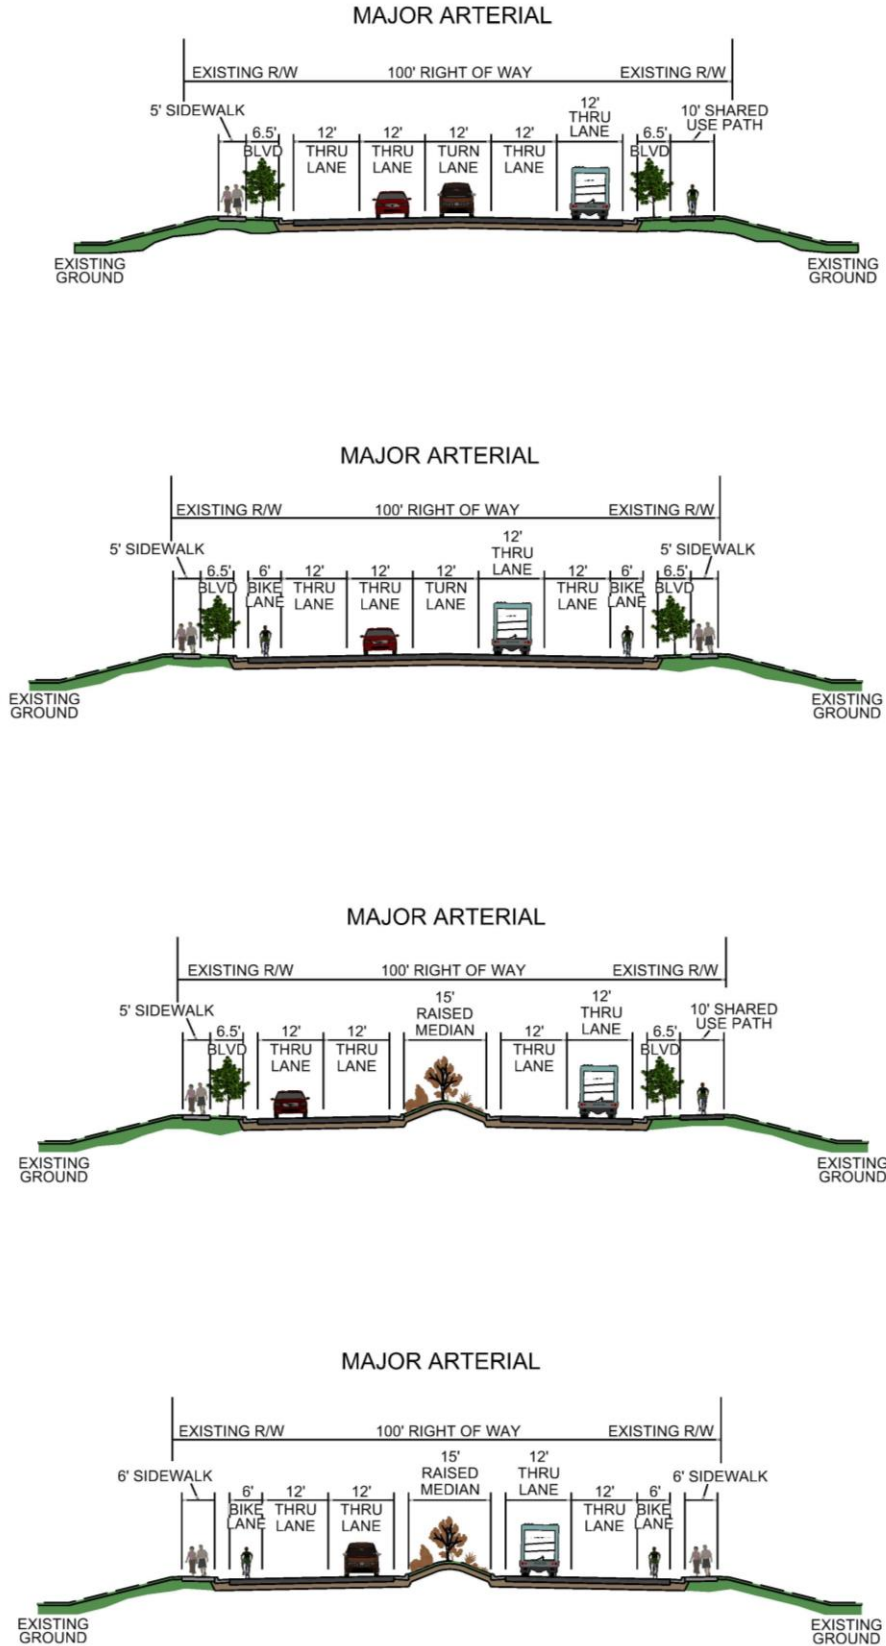 MAJOR ARTERIAL
EXISTING R/W 100' RIGHT OF WAY EXISTING R/W
5' SIDEWALK
6.5'
BLVD
12'
THRU
LANE
12'
THRU
LANE
12'
TURN
LANE
12'
THRU
LANE
12'
THRU
LANE
6.5'
BLVD
10' SHARED
USE PATH
EXISTING
GROUND
EXISTING
GROUND
MAJOR ARTERIAL
EXISTING R/W 100' RIGHT OF WAY EXISTING R/W
5' SIDEWALK
6.5'
BLVD
6'
BIKE
LANE
12'
THRU
LANE
12'
THRU
LANE
12'
TURN
LANE
12'
THRU
LANE
12'
THRU
LANE
6'
BIKE
LANE
6.5'
BLVD
5' SIDEWALK
EXISTING
GROUND
EXISTING
GROUND
MAJOR ARTERIAL
EXISTING R/W 100' RIGHT OF WAY EXISTING R/W
5' SIDEWALK
6.5'
BLVD
12'
THRU
LANE
12'
THRU
LANE
15'
RAISED
MEDIAN
12'
THRU
LANE
12'
THRU
LANE
6.5'
BLVD
10' SHARED
USE PATH
EXISTING
GROUND
EXISTING
GROUND
MAJOR ARTERIAL
EXISTING R/W 100' RIGHT OF WAY EXISTING R/W
6' SIDEWALK
6'
BIKE
LANE
12'
THRU
LANE
12'
THRU
LANE
15'
RAISED
MEDIAN
12'
THRU
LANE
12'
THRU
LANE
6'
BIKE
LANE
6' SIDEWALK
EXISTING
GROUND
EXISTING
GROUND